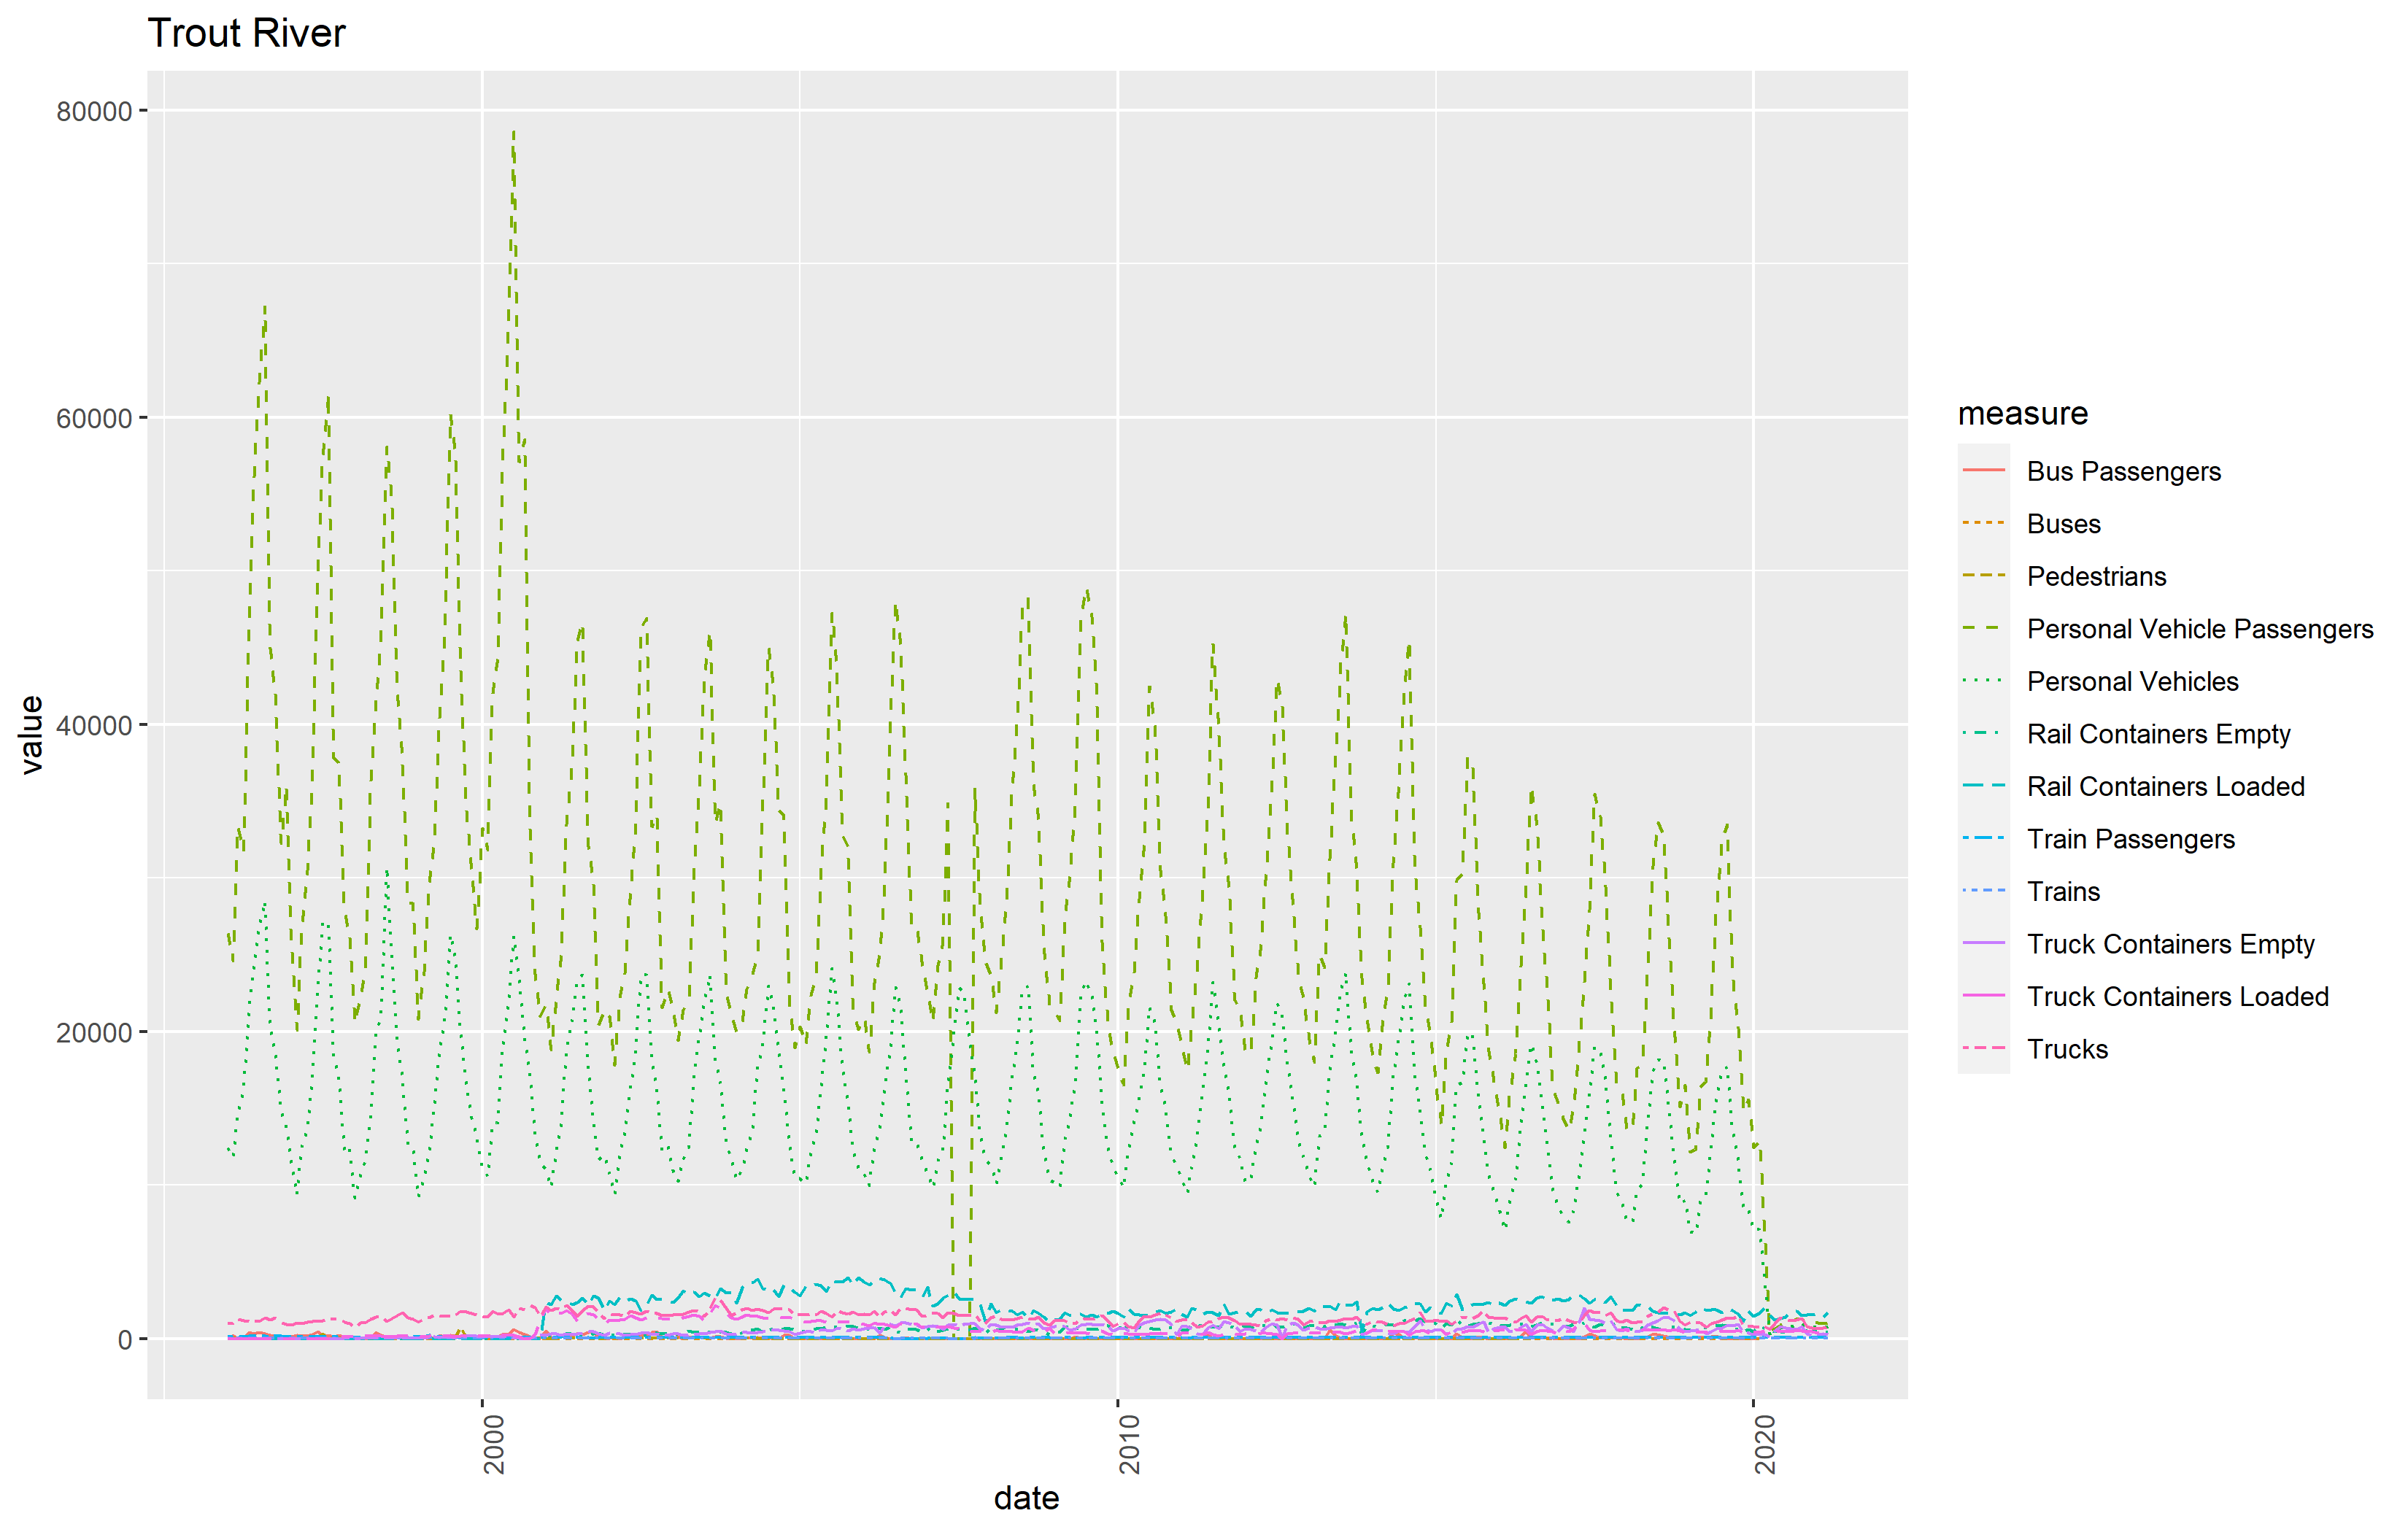 Trout River
80000
60000
40000
20000
0
value
2000
2010
2020
date
measure
Bus Passengers
Buses
Pedestrians
Personal Vehicle Passengers
Personal Vehicles
Rail Containers Empty
Rail Containers Loaded
Train Passengers
Trains
Truck Containers Empty
Truck Containers Loaded
Trucks